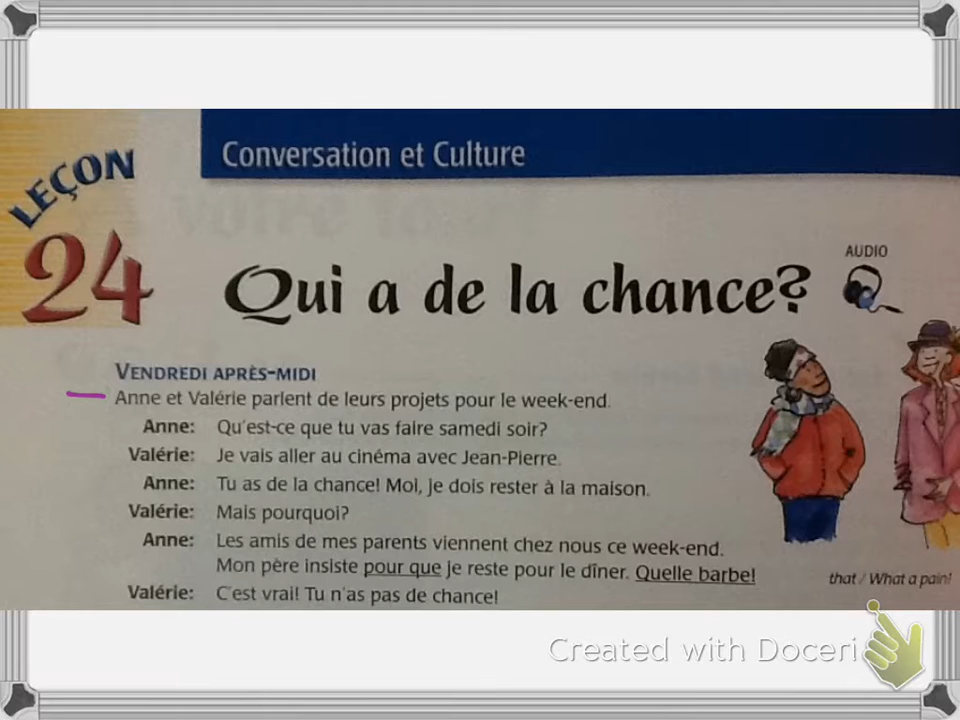 LEÇON
24
Conversation et Culture
Qui a de la chance?
AUDIO
VENDREDI APRÈS-MIDI
Anne et Valérie parlent de leurs projets pour le week-end.
Anne: Qu'est-ce que tu vas faire samedi soir?
Valérie: Je vais aller au cinéma avec Jean-Pierre.
Anne: Tu as de la chance! Moi, je dois rester à la maison.
Valérie: Mais pourquoi?
Anne: Les amis de mes parents viennent chez nous ce week-end.
Mon père insiste pour que je reste pour le dîner. Quelle barbe!
that / What a pain!
Valérie: C'est vrai! Tu n'as pas de chance!
Created with Doceri